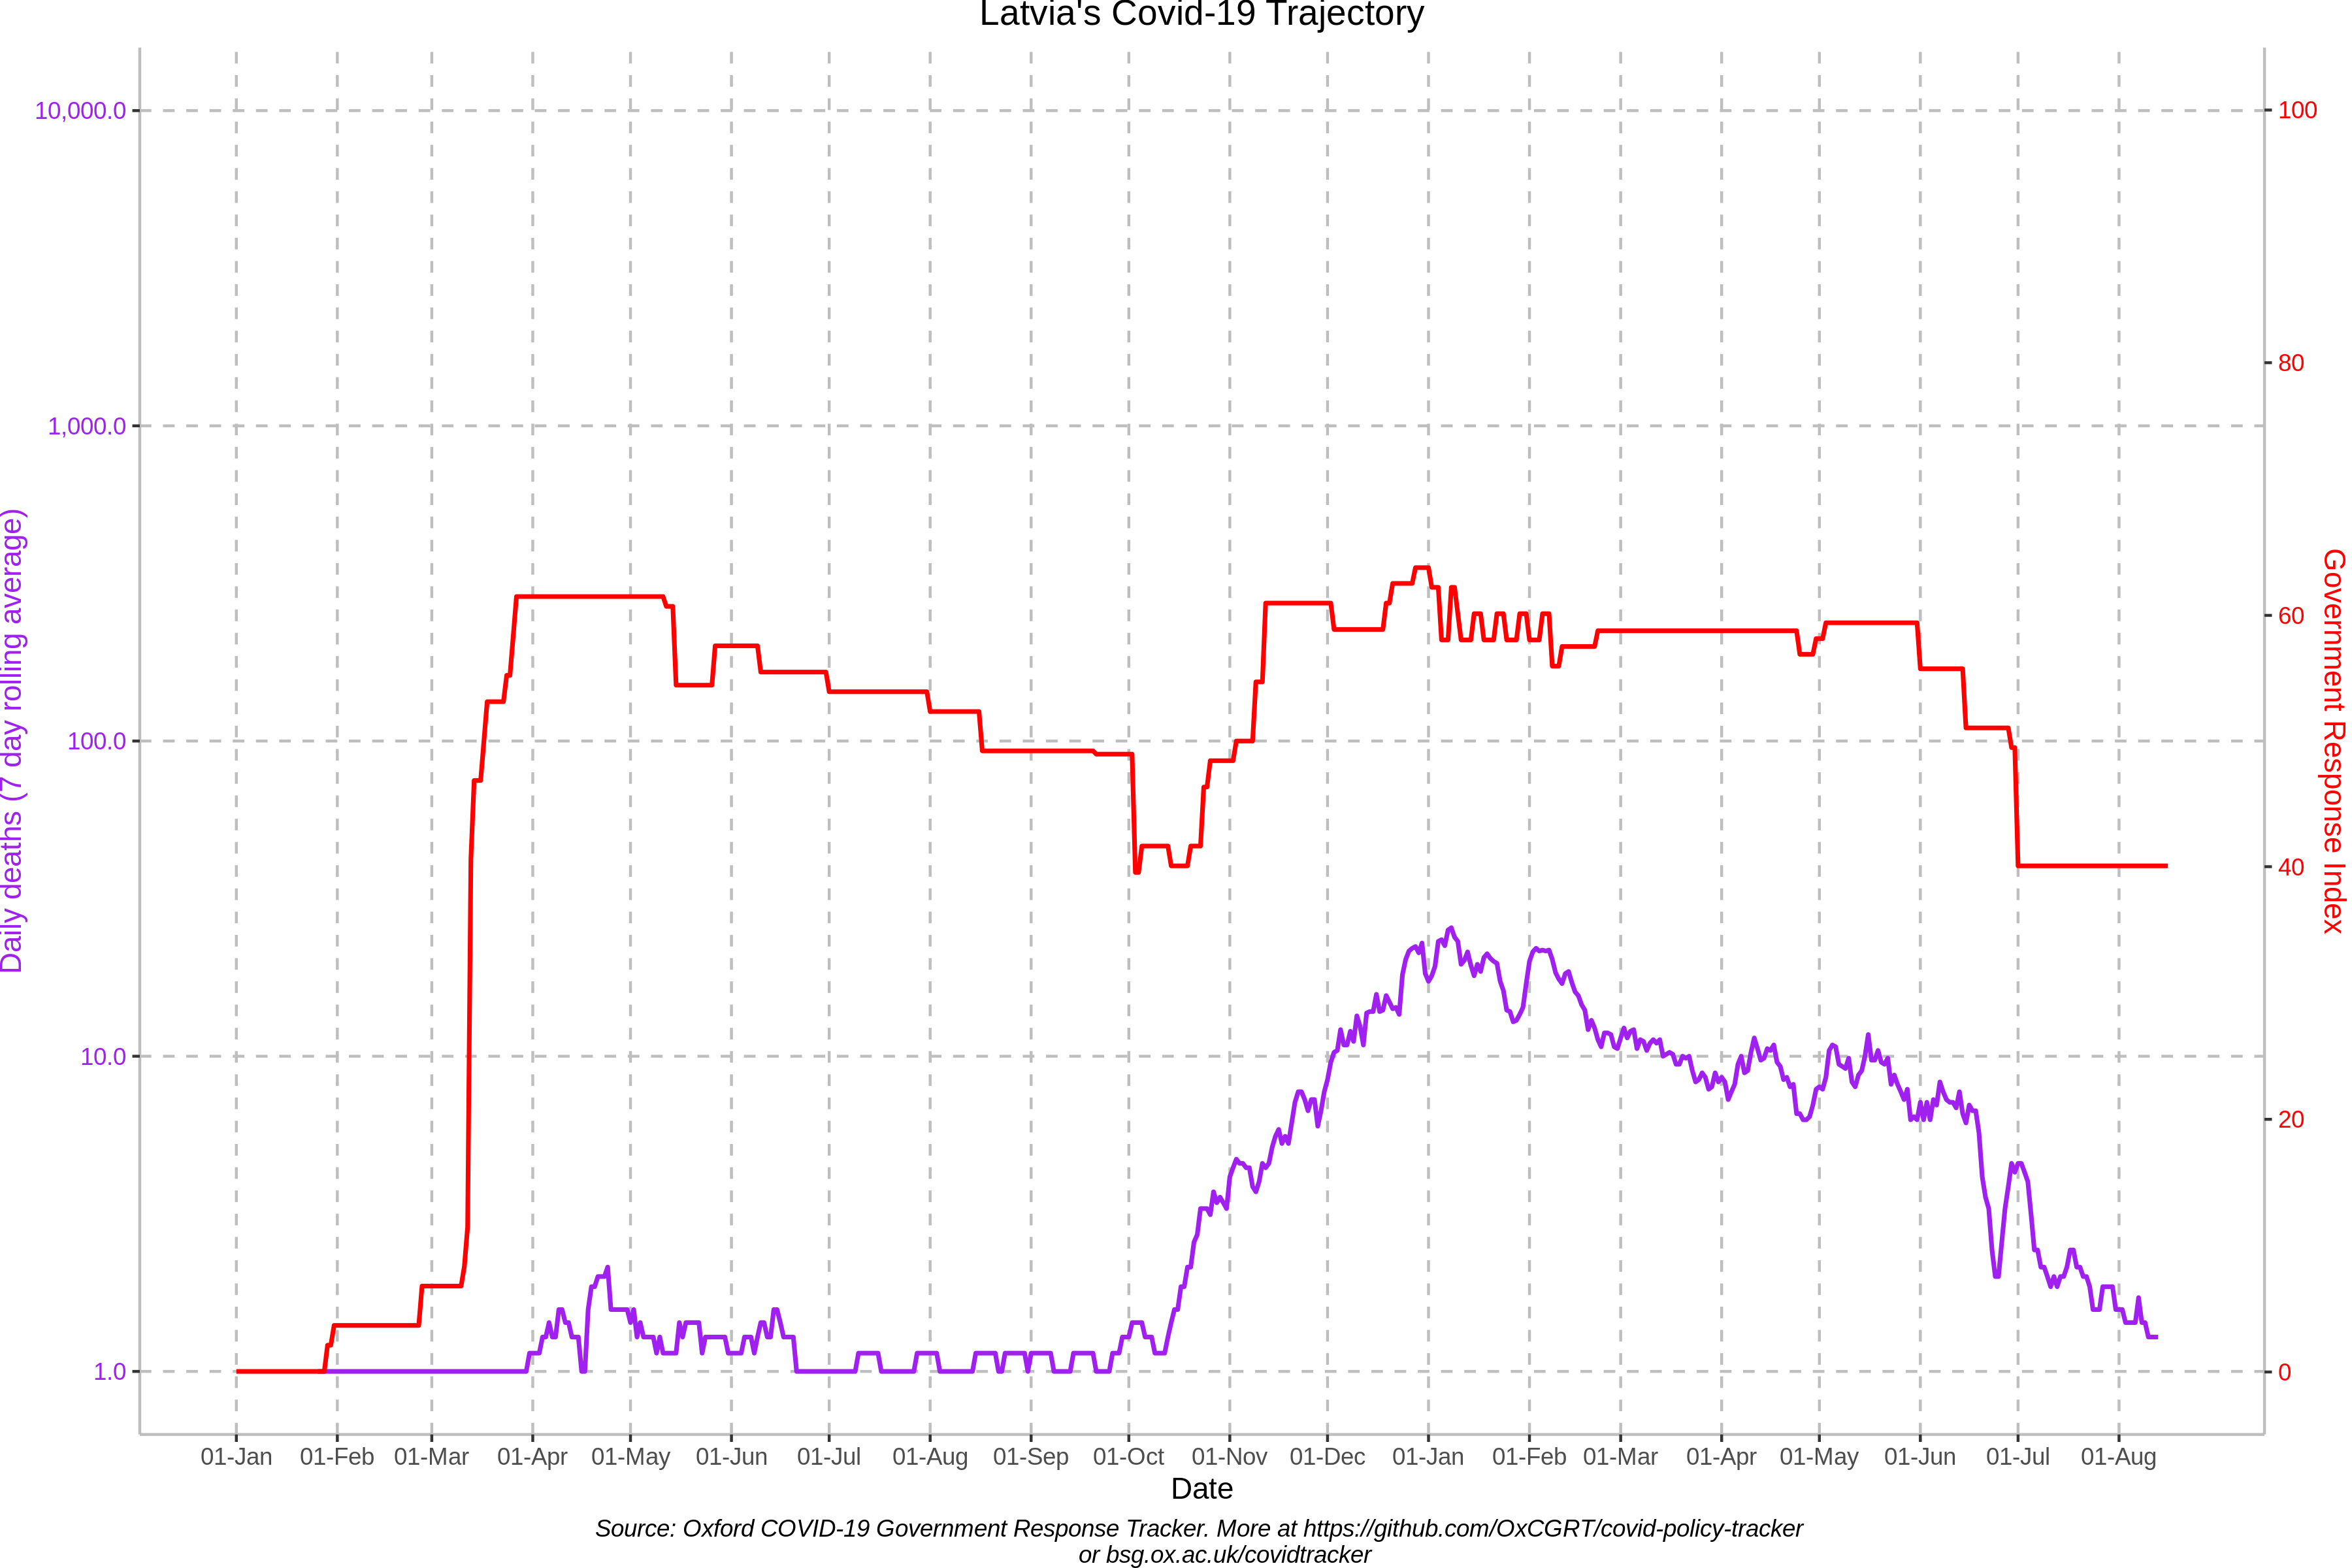 Latvia's Covid-19 Trajectory
10,000.0
1,000.0
100.0
10.0
1.0
Daily deaths (7 day rolling average)
100
80
60
40
20
0
Government Response Index
01-Jan 01-Feb 01-Mar 01-Apr 01-May 01-Jun 01-Jul 01-Aug 01-Sep 01-Oct 01-Nov 01-Dec 01-Jan 01-Feb 01-Mar 01-Apr 01-May 01-Jun 01-Jul 01-Aug
Date
Source: Oxford COVID-19 Government Response Tracker. More at https://github.com/OxCGRT/covid-policy-tracker
or bsg.ox.ac.uk/covidtracker